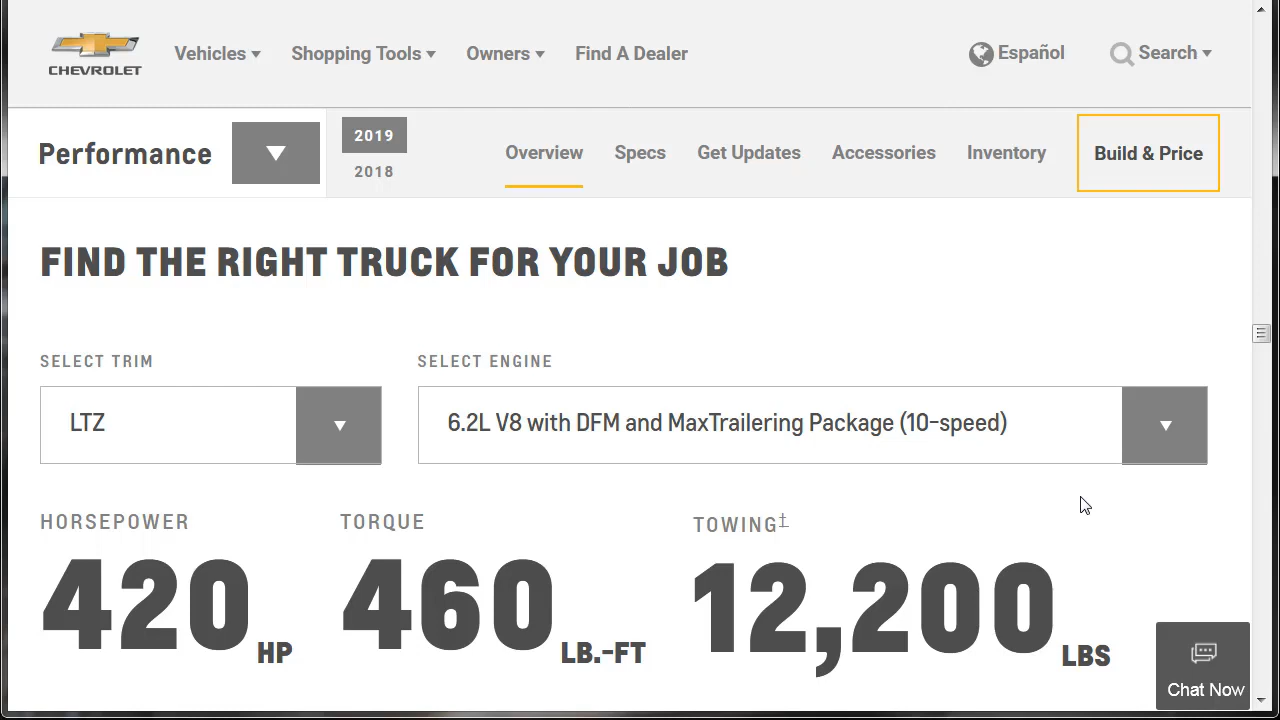 CHEVROLET
Vehicles Shopping Tools Owners Find A Dealer Español Search
Performance
2019
2018
Overview Specs Get Updates Accessories Inventory Build & Price
FIND THE RIGHT TRUCK FOR YOUR JOB
SELECT TRIM SELECT ENGINE
LTZ 6.2L V8 with DFM and MaxTrailering Package (10-speed)
HORSEPOWER TORQUE TOWING†
420 HP 460 LB.-FT 12,200 LBS
Chat Now